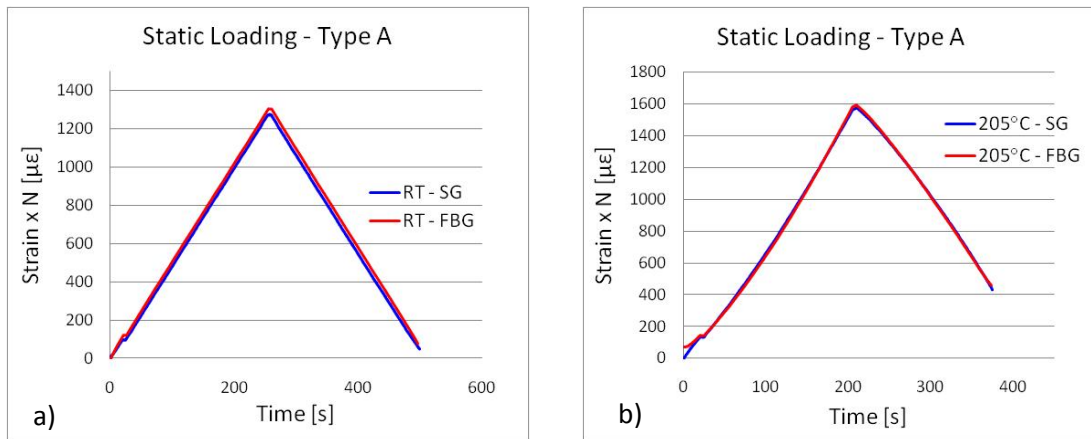 Static Loading - Type A
1400
1200
1000
800
600
400
200
0
0
200
400
600
Strain x N [µε]
Time [s]
RT - SG
RT - FBG
a)
Static Loading - Type A
1800
1600
1400
1200
1000
800
600
400
200
0
0
100
200
300
400
Strain x N [µε]
Time [s]
205°C - SG
205°C - FBG
b)